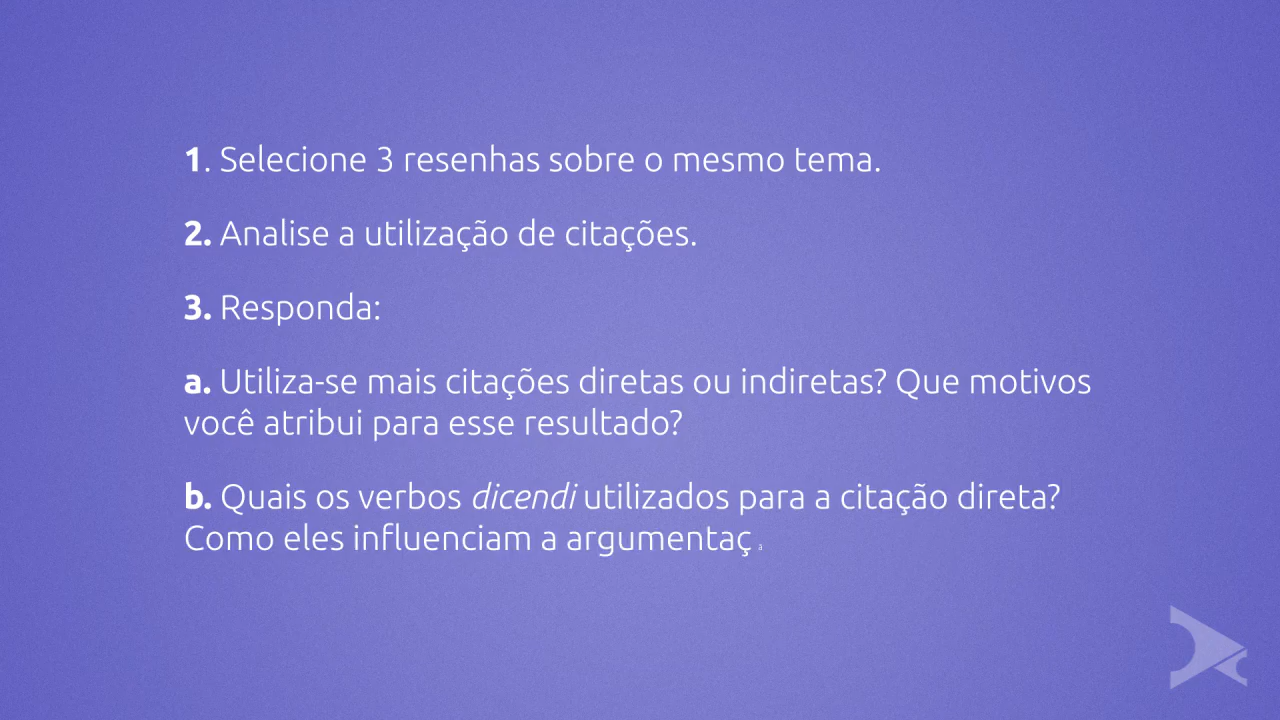 1. Selecione 3 resenhas sobre o mesmo tema.
2. Analise a utilização de citações.
3. Responda:
a. Utiliza-se mais citações diretas ou indiretas? Que motivos
você atribui para esse resultado?
b. Quais os verbos dicendi utilizados para a citação direta?
Como eles influenciam a argumentaç a